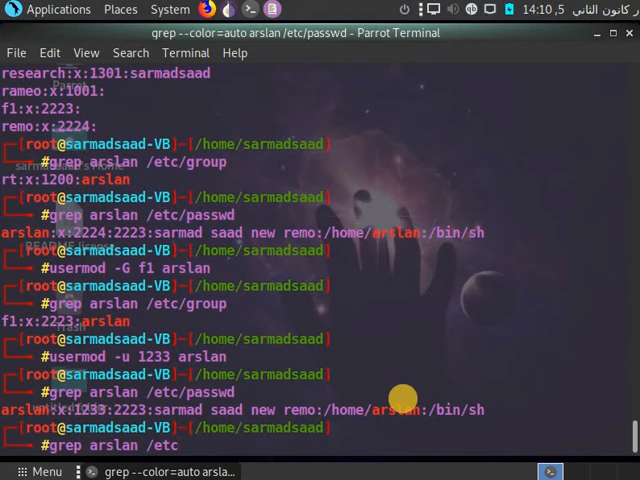 Applications Places System 14:10 ,5 كانون الثاني
grep --color=auto arslan /etc/passwd - Parrot Terminal
File Edit View Search Terminal Help
research:x:1301:sarmadsaad
rameo:x:1001:
f1:x:2223:
remo:x:2224:
[root@sarmadsaad-VB]-[/home/sarmadsaad]
#grep arslan /etc/group
rt:x:1200:arslan
[root@sarmadsaad-VB]-[/home/sarmadsaad]
#grep arslan /etc/passwd
arslan:x:2224:2223:sarmad saad new remo:/home/arslan:/bin/sh
[root@sarmadsaad-VB]-[/home/sarmadsaad]
#usermod -G f1 arslan
[root@sarmadsaad-VB]-[/home/sarmadsaad]
#grep arslan /etc/group
f1:x:2223:arslan
[root@sarmadsaad-VB]-[/home/sarmadsaad]
#usermod -u 1233 arslan
[root@sarmadsaad-VB]-[/home/sarmadsaad]
#grep arslan /etc/passwd
arslan:x:1233:2223:sarmad saad new remo:/home/arslan:/bin/sh
[root@sarmadsaad-VB]-[/home/sarmadsaad]
#grep arslan /etc
Menu grep --color=auto arsla...